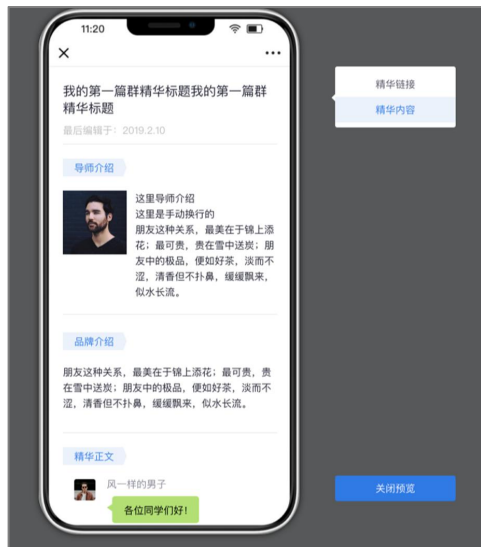 11:20
我的第一篇群精华标题我的第一篇群
精华标题
最后编辑于：2019.2.10
导师介绍
这里导师介绍
这里是手动换行的
朋友这种关系，最美在于锦上添
花；最可贵，贵在雪中送炭；朋
友中的极品，便如好茶，淡而不
涩，清香但不扑鼻，缓缓飘来，
似水长流。
品牌介绍
朋友这种关系，最美在于锦上添花；最可贵，贵
在雪中送炭；朋友中的极品，便如好茶，淡而不
涩，清香但不扑鼻，缓缓飘来，似水长流。
精华正文
风一样的男子
各位同学们好！
精华链接
精华内容
关闭预览